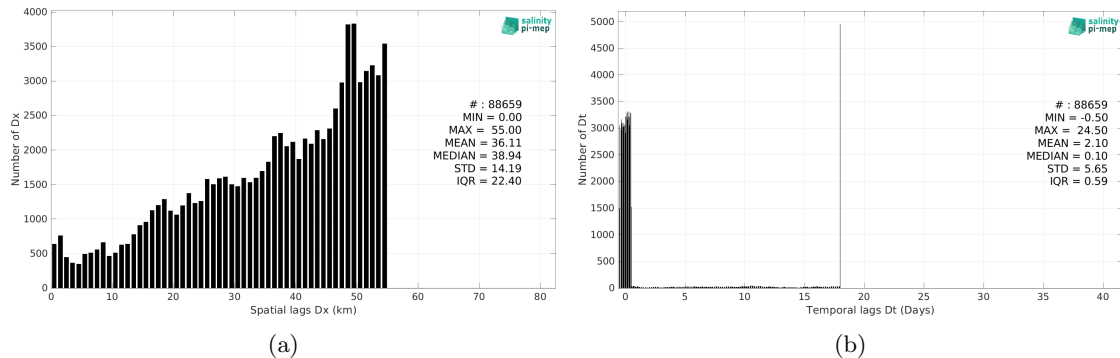 4000
3500
3000
2500
2000
1500
1000
500
0
Number of Dx
0 10 20 30 40 50 60 70 80
Spatial lags Dx (km)
salinity
pi-mep
# : 88659
MIN = 0.00
MAX = 55.00
MEAN = 36.11
MEDIAN = 38.94
STD = 14.19
IQR = 22.40
(a)
5000
4500
4000
3500
3000
2500
2000
1500
1000
500
0
Number of Dt
0 5 10 15 20 25 30 35 40
Temporal lags Dt (Days)
salinity
pi-mep
# : 88659
MIN = -0.50
MAX = 24.50
MEAN = 2.10
MEDIAN = 0.10
STD = 5.65
IQR = 0.59
(b)